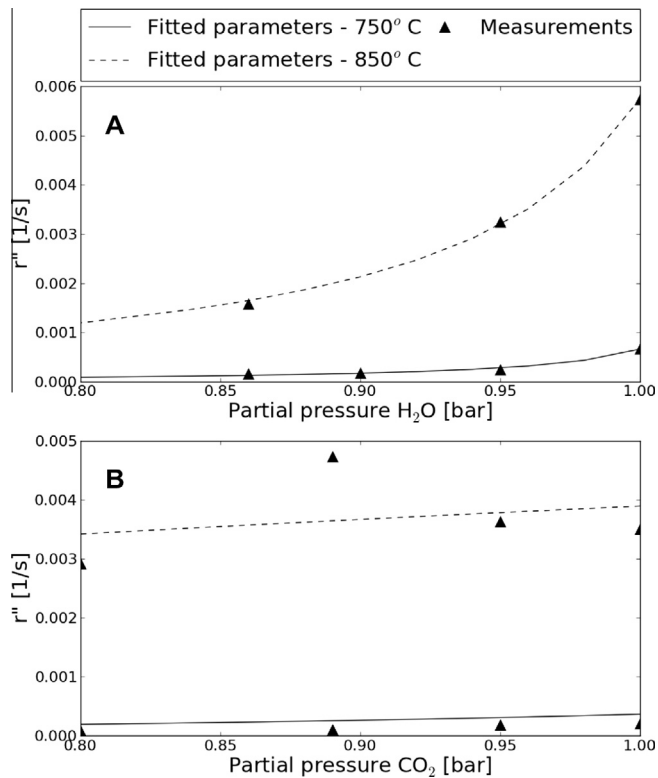 Fitted parameters - 750° C ▲ Measurements
Fitted parameters - 850° C
0.006
0.005
0.004
0.003
0.002
0.001
0.000
r" [1/s]
A
0.80 0.85 0.90 0.95 1.00
Partial pressure H₂O [bar]
0.005
0.004
0.003
0.002
0.001
0.000
r" [1/s]
B
0.80 0.85 0.90 0.95 1.00
Partial pressure CO₂ [bar]